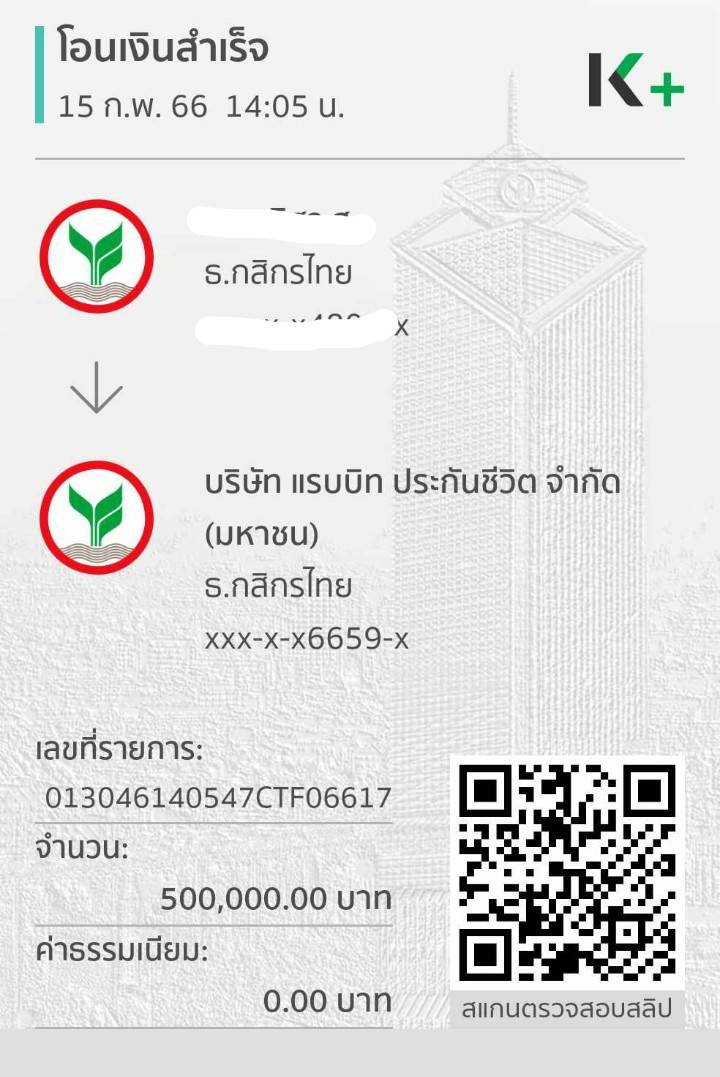 โอนเงินสำเร็จ
15 ก.พ. 66 14:05 น.
K+
ธ.กสิกรไทย
x
บริษัท แรบบิท ประกันชีวิต จำกัด
(มหาชน)
ธ.กสิกรไทย
xxx-x-x6659-x
เลขที่รายการ:
013046140547CTF06617
จำนวน:
500,000.00 บาท
ค่าธรรมเนียม:
0.00 บาท
สแกนตรวจสอบสลิป